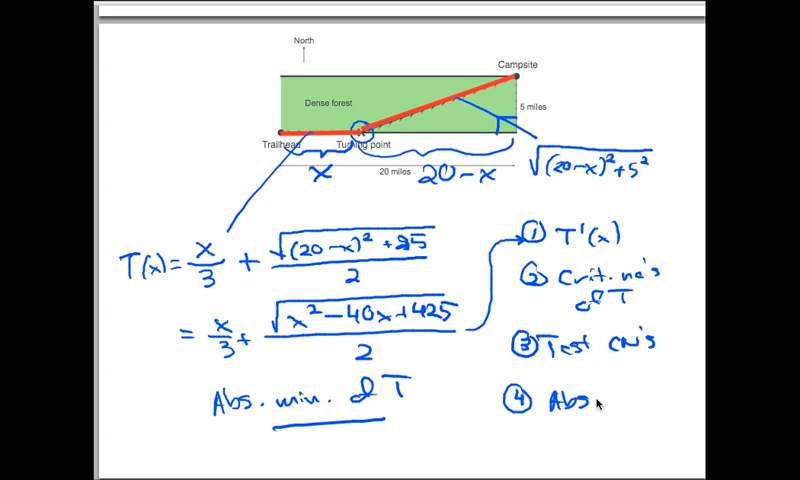 North
Campsite
Dense forest
5 miles
Trailhead
Turning point
x
20 miles
20-x
√((20-x)²+5²)
T(x) = x/3 + √((20-x)²+25)/2
= x/3 + √(x²-40x+425)/2
Abs. min. of T
① T'(x)
② Crit. no's
of T
③ Test CN's
④ Abs